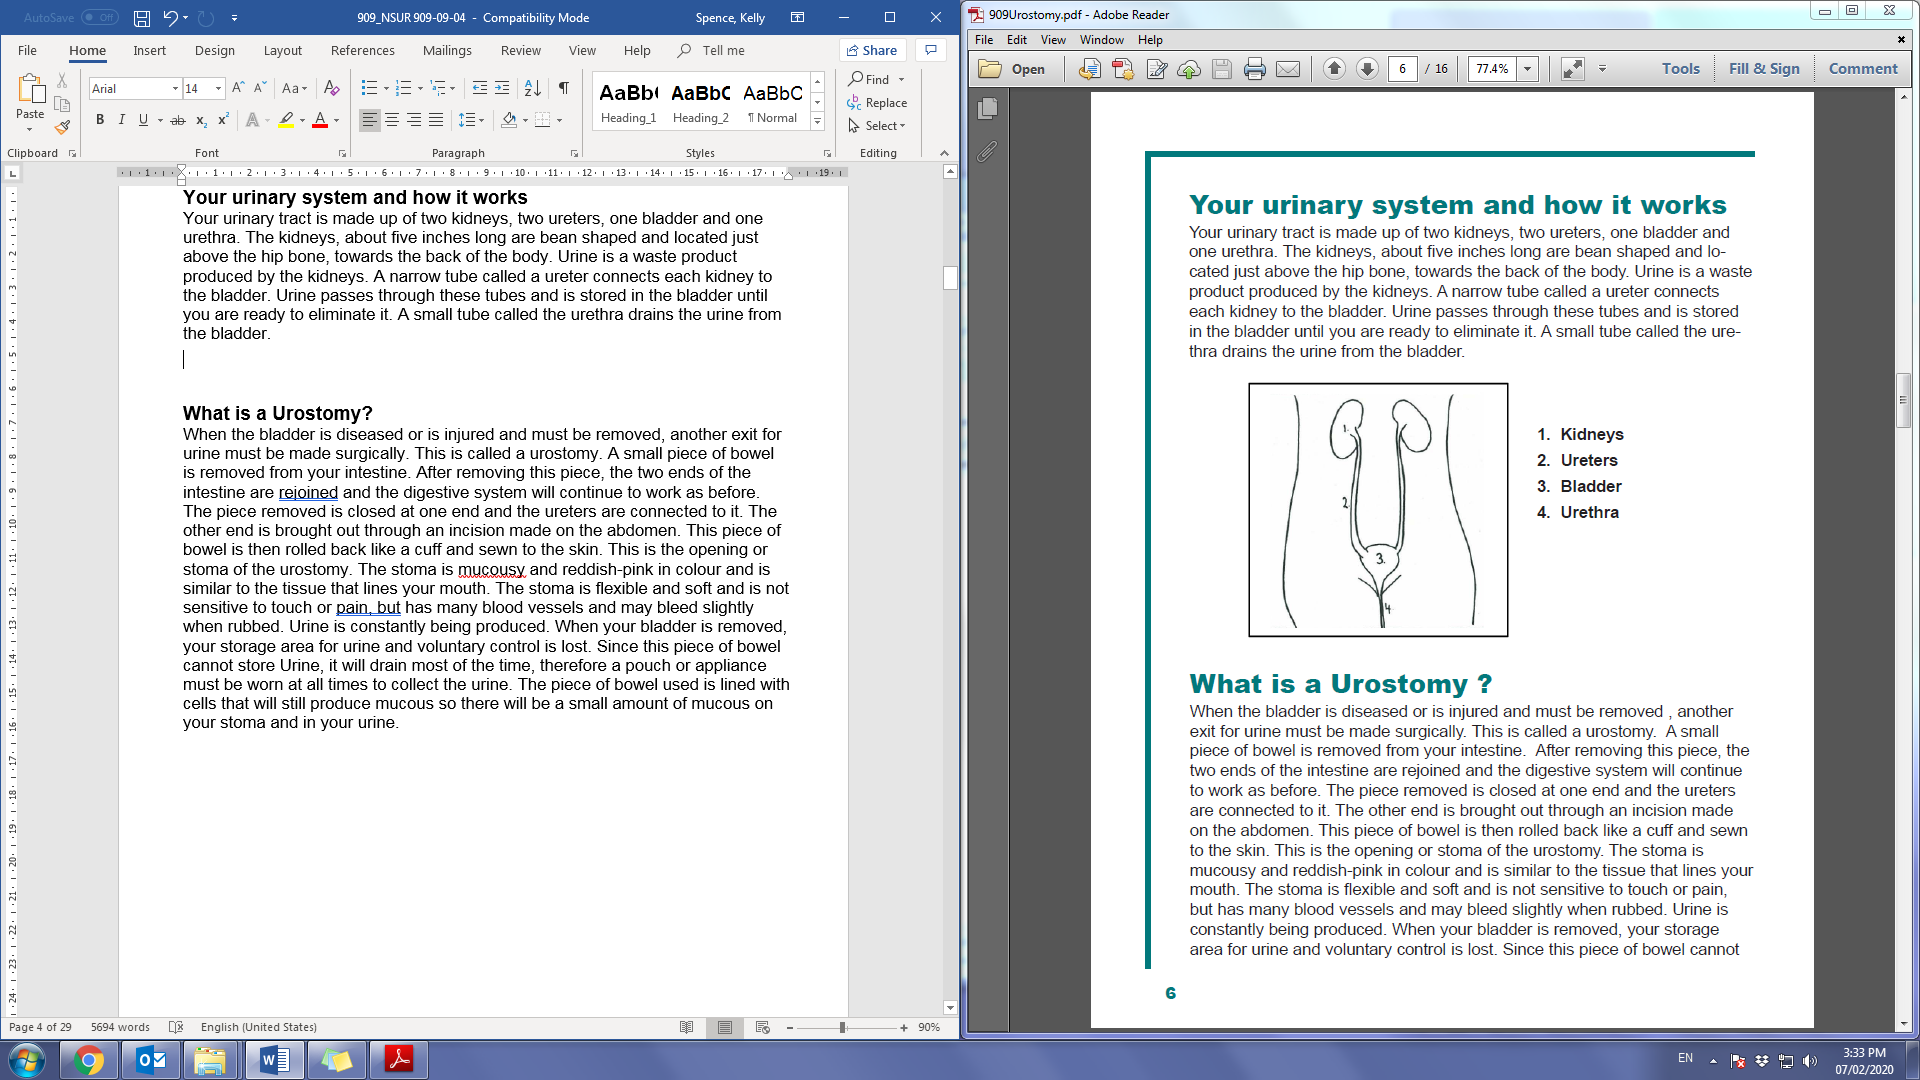 AutoSave Off
909_NSUR 909-09-04 - Compatibility Mode
Spence, Kelly
File Home Insert Design Layout References Mailings Review View Help Tell me Share
Paste
Arial 14
Aa
B I U ab x₂ x² A A
AaBbC AaBbC AaBbC
Heading_1 Heading_2 ¶ Normal
Find
Replace
Select
Clipboard Font Paragraph Styles Editing
Your urinary system and how it works
Your urinary tract is made up of two kidneys, two ureters, one bladder and one
urethra. The kidneys, about five inches long are bean shaped and located just
above the hip bone, towards the back of the body. Urine is a waste product
produced by the kidneys. A narrow tube called a ureter connects each kidney to
the bladder. Urine passes through these tubes and is stored in the bladder until
you are ready to eliminate it. A small tube called the urethra drains the urine from
the bladder.
What is a Urostomy?
When the bladder is diseased or is injured and must be removed, another exit for
urine must be made surgically. This is called a urostomy. A small piece of bowel
is removed from your intestine. After removing this piece, the two ends of the
intestine are rejoined and the digestive system will continue to work as before.
The piece removed is closed at one end and the ureters are connected to it. The
other end is brought out through an incision made on the abdomen. This piece of
bowel is then rolled back like a cuff and sewn to the skin. This is the opening or
stoma of the urostomy. The stoma is mucousy and reddish-pink in colour and is
similar to the tissue that lines your mouth. The stoma is flexible and soft and is not
sensitive to touch or pain, but has many blood vessels and may bleed slightly
when rubbed. Urine is constantly being produced. When your bladder is removed,
your storage area for urine and voluntary control is lost. Since this piece of bowel
cannot store Urine, it will drain most of the time, therefore a pouch or appliance
must be worn at all times to collect the urine. The piece of bowel used is lined with
cells that will still produce mucous so there will be a small amount of mucous on
your stoma and in your urine.
Page 4 of 29 5694 words English (United States) 90%
909Urostomy.pdf - Adobe Reader
File Edit View Window Help
Open 6 / 16 77.4% Tools Fill & Sign Comment
Your urinary system and how it works
Your urinary tract is made up of two kidneys, two ureters, one bladder and
one urethra. The kidneys, about five inches long are bean shaped and lo-
cated just above the hip bone, towards the back of the body. Urine is a waste
product produced by the kidneys. A narrow tube called a ureter connects
each kidney to the bladder. Urine passes through these tubes and is stored
in the bladder until you are ready to eliminate it. A small tube called the ure-
thra drains the urine from the bladder.
1.
2.
3.
4.
1. Kidneys
2. Ureters
3. Bladder
4. Urethra
What is a Urostomy ?
When the bladder is diseased or is injured and must be removed , another
exit for urine must be made surgically. This is called a urostomy. A small
piece of bowel is removed from your intestine. After removing this piece, the
two ends of the intestine are rejoined and the digestive system will continue
to work as before. The piece removed is closed at one end and the ureters
are connected to it. The other end is brought out through an incision made
on the abdomen. This piece of bowel is then rolled back like a cuff and sewn
to the skin. This is the opening or stoma of the urostomy. The stoma is
mucousy and reddish-pink in colour and is similar to the tissue that lines your
mouth. The stoma is flexible and soft and is not sensitive to touch or pain,
but has many blood vessels and may bleed slightly when rubbed. Urine is
constantly being produced. When your bladder is removed, your storage
area for urine and voluntary control is lost. Since this piece of bowel cannot
6
EN
3:33 PM
07/02/2020